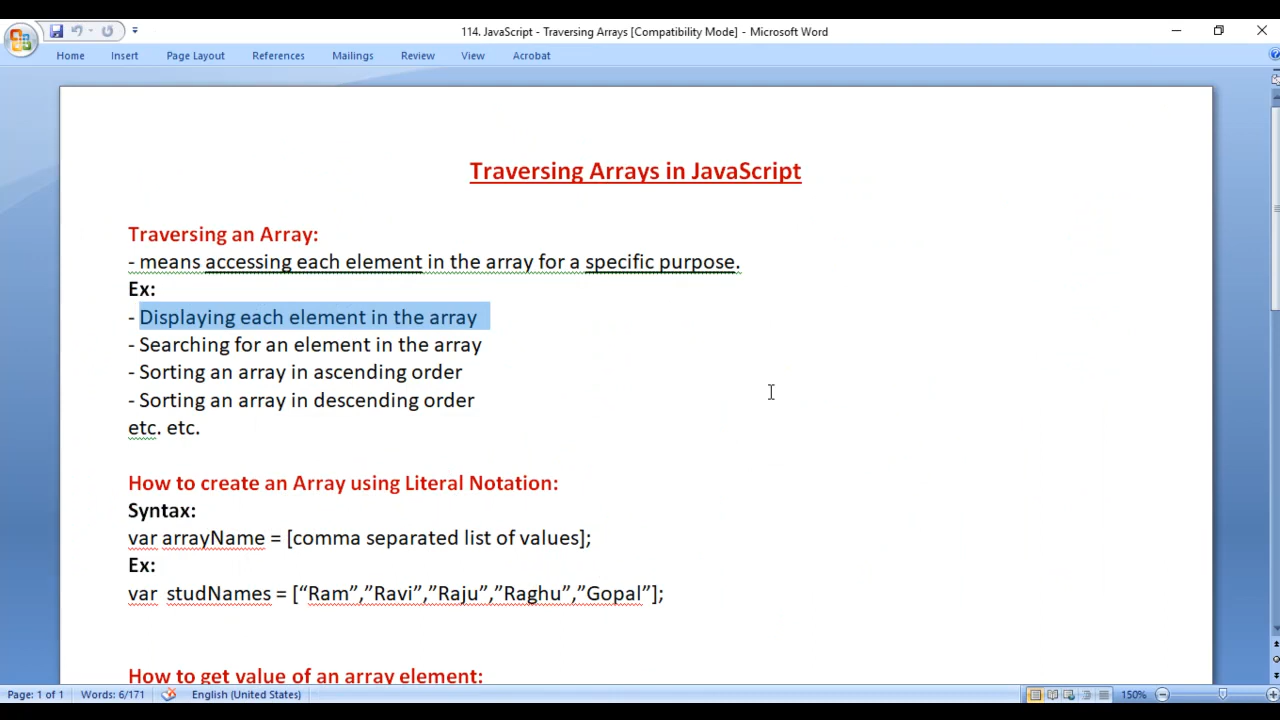 114. JavaScript - Traversing Arrays [Compatibility Mode] - Microsoft Word
Home Insert Page Layout References Mailings Review View Acrobat
Traversing Arrays in JavaScript
Traversing an Array:
- means accessing each element in the array for a specific purpose.
Ex:
- Displaying each element in the array
- Searching for an element in the array
- Sorting an array in ascending order
- Sorting an array in descending order
etc. etc.
How to create an Array using Literal Notation:
Syntax:
var arrayName = [comma separated list of values];
Ex:
var studNames = [“Ram”,”Ravi”,”Raju”,”Raghu”,”Gopal”];
How to get value of an array element:
Page: 1 of 1 Words: 6/171 English (United States) 150%